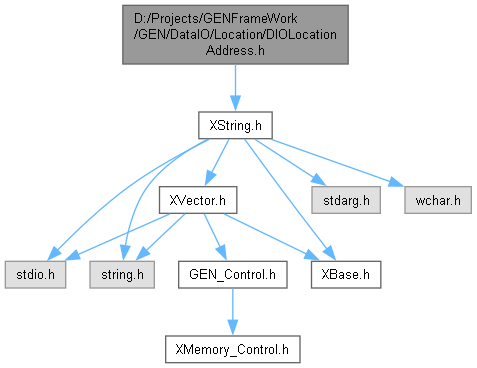 D:/Projects/GENFrameWork
/GEN/DataIO/Location/DIOLocation
Address.h
XString.h
XVector.h
stdarg.h
wchar.h
stdio.h
string.h
GEN_Control.h
XBase.h
XMemory_Control.h